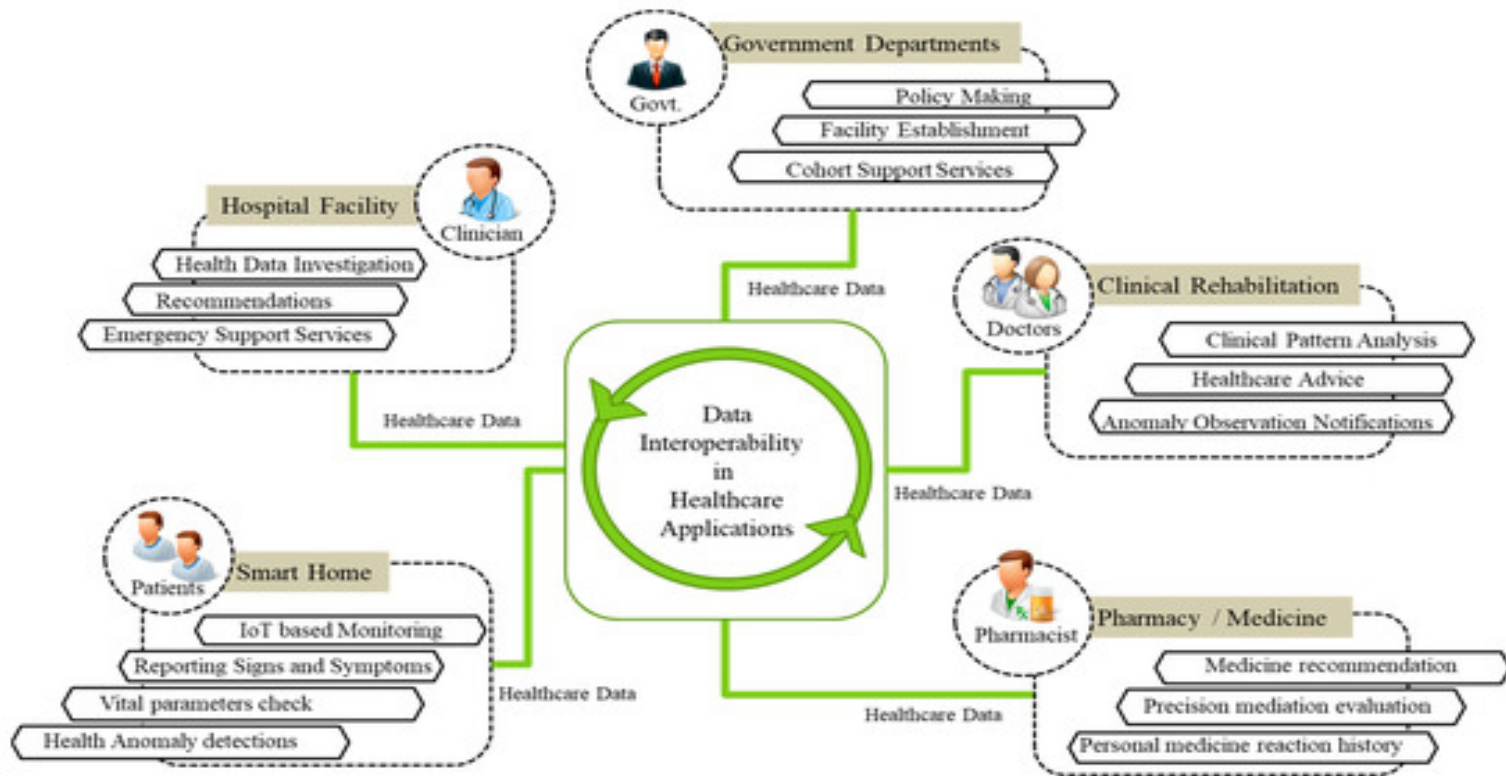 Government Departments
Govt.
Policy Making
Facility Establishment
Cohort Support Services
Hospital Facility
Clinician
Health Data Investigation
Recommendations
Emergency Support Services
Healthcare Data
Clinical Rehabilitation
Doctors
Clinical Pattern Analysis
Healthcare Advice
Anomaly Observation Notifications
Healthcare Data
Data
Interoperability
in
Healthcare
Applications
Healthcare Data
Smart Home
Patients
IoT based Monitoring
Reporting Signs and Symptoms
Vital parameters check
Health Anomaly detections
Healthcare Data
Pharmacy / Medicine
Pharmacist
Rx
Medicine recommendation
Precision mediation evaluation
Personal medicine reaction history
Healthcare Data